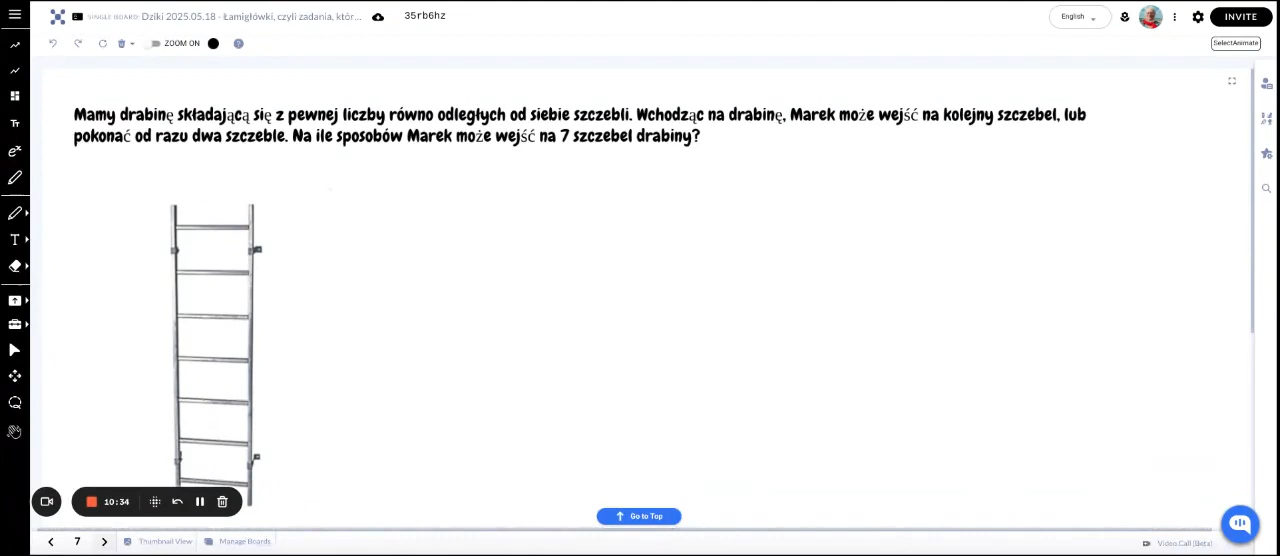 SINGLE BOARD: Dziki 2025.05.18 - Łamigłówki, czyli zadania, któr... 35rb6hz English INVITE
ZOOM ON SelectAnimate
Mamy drabinę składającą się z pewnej liczby równo odległych od siebie szczebli. Wchodząc na drabinę, Marek może wejść na kolejny szczebel, lub
pokonać od razu dwa szczeble. Na ile sposobów Marek może wejść na 7 szczebel drabiny?
10:34
Go to Top
7 Thumbnail View Manage Boards Video Call (Beta)